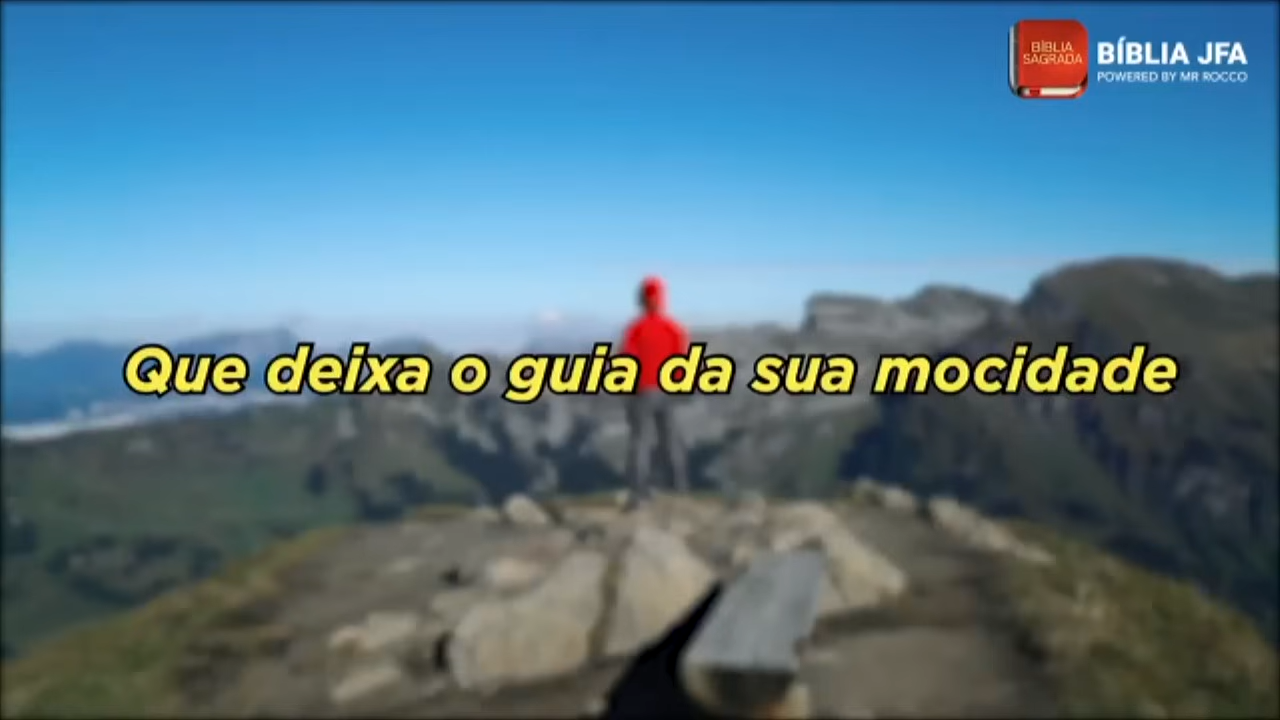 BÍBLIA
SAGRADA
BÍBLIA JFA
POWERED BY MR ROCCO
Que deixa o guia da sua mocidade